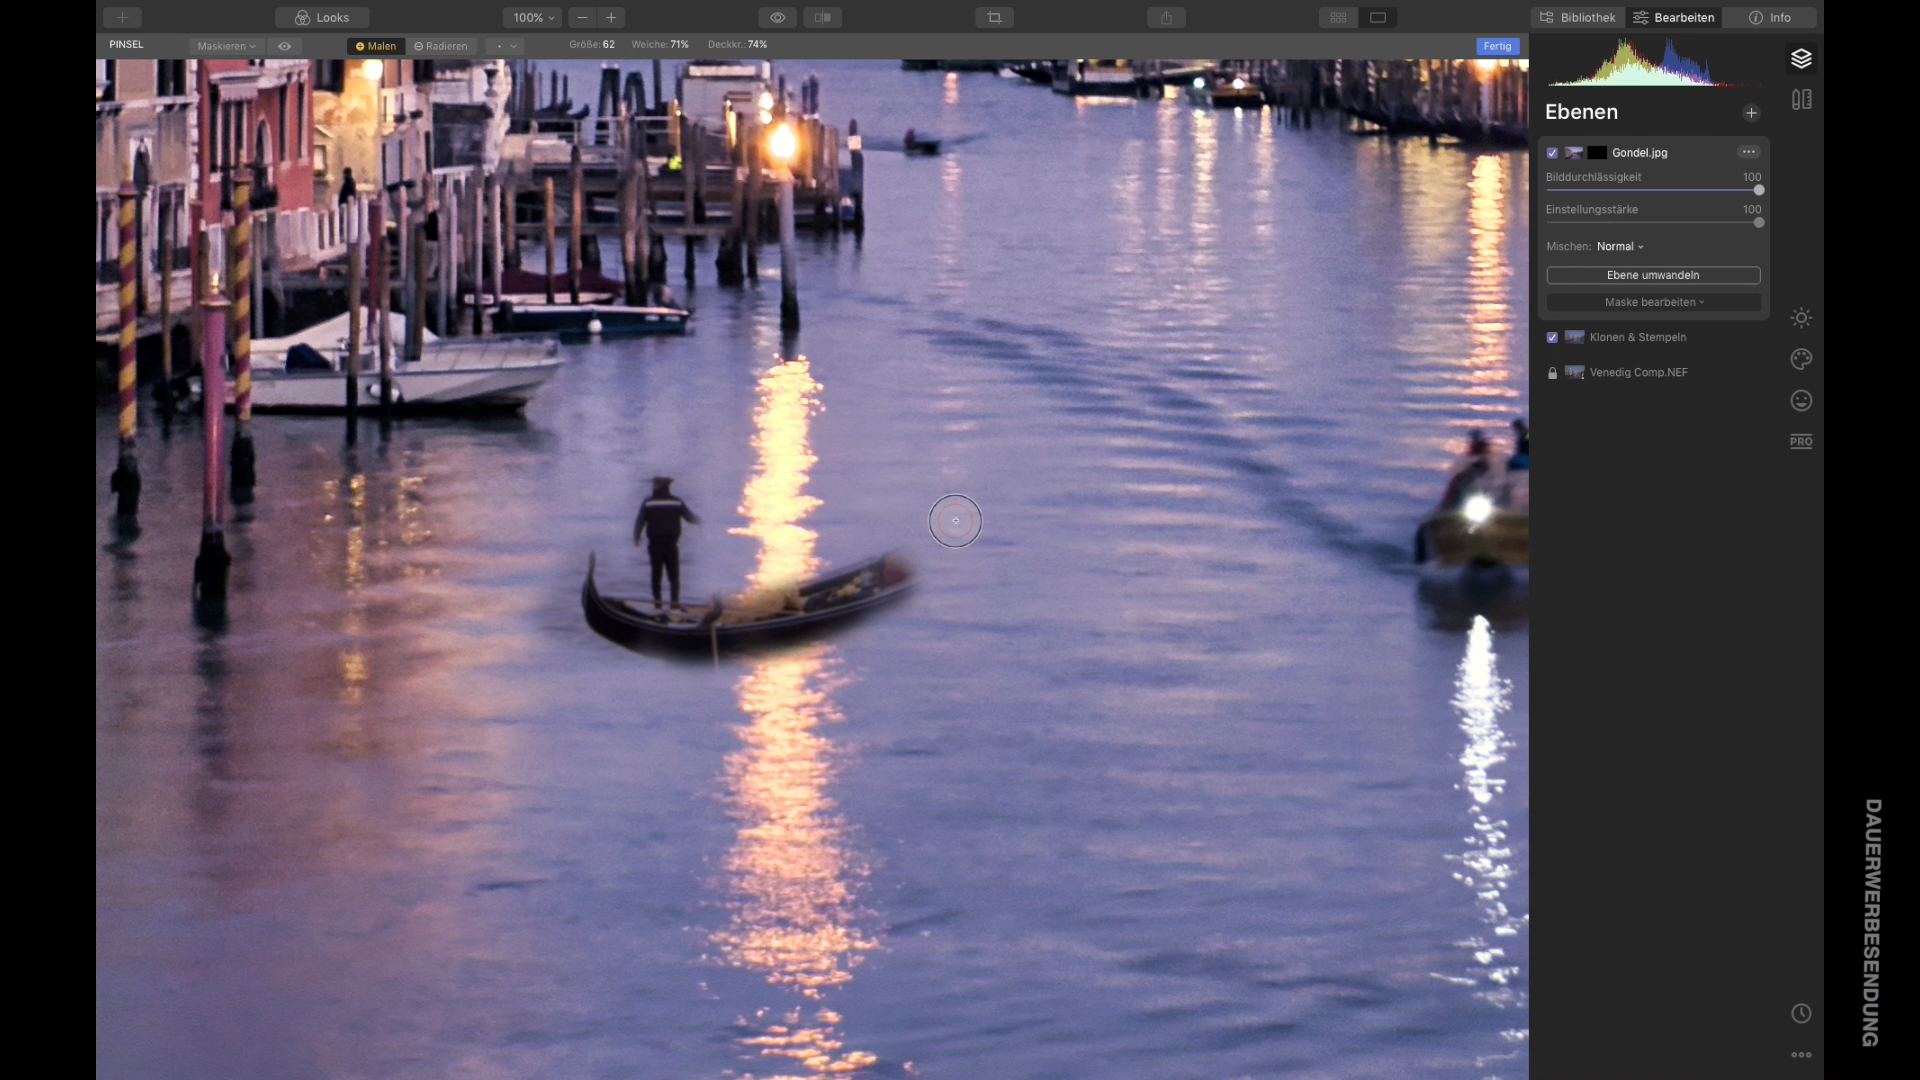 Looks
100%
Bibliothek
Bearbeiten
Info
PINSEL
Maskieren
Malen
Radieren
Größe: 62
Weiche: 71%
Deckkr.: 74%
Fertig
Ebenen
Gondel.jpg
Bilddurchlässigkeit 100
Einstellungsstärke 100
Mischen: Normal
Ebene umwandeln
Maske bearbeiten
Klonen & Stempeln
Venedig Comp.NEF
PRO
DAUERWERBESENDUNG